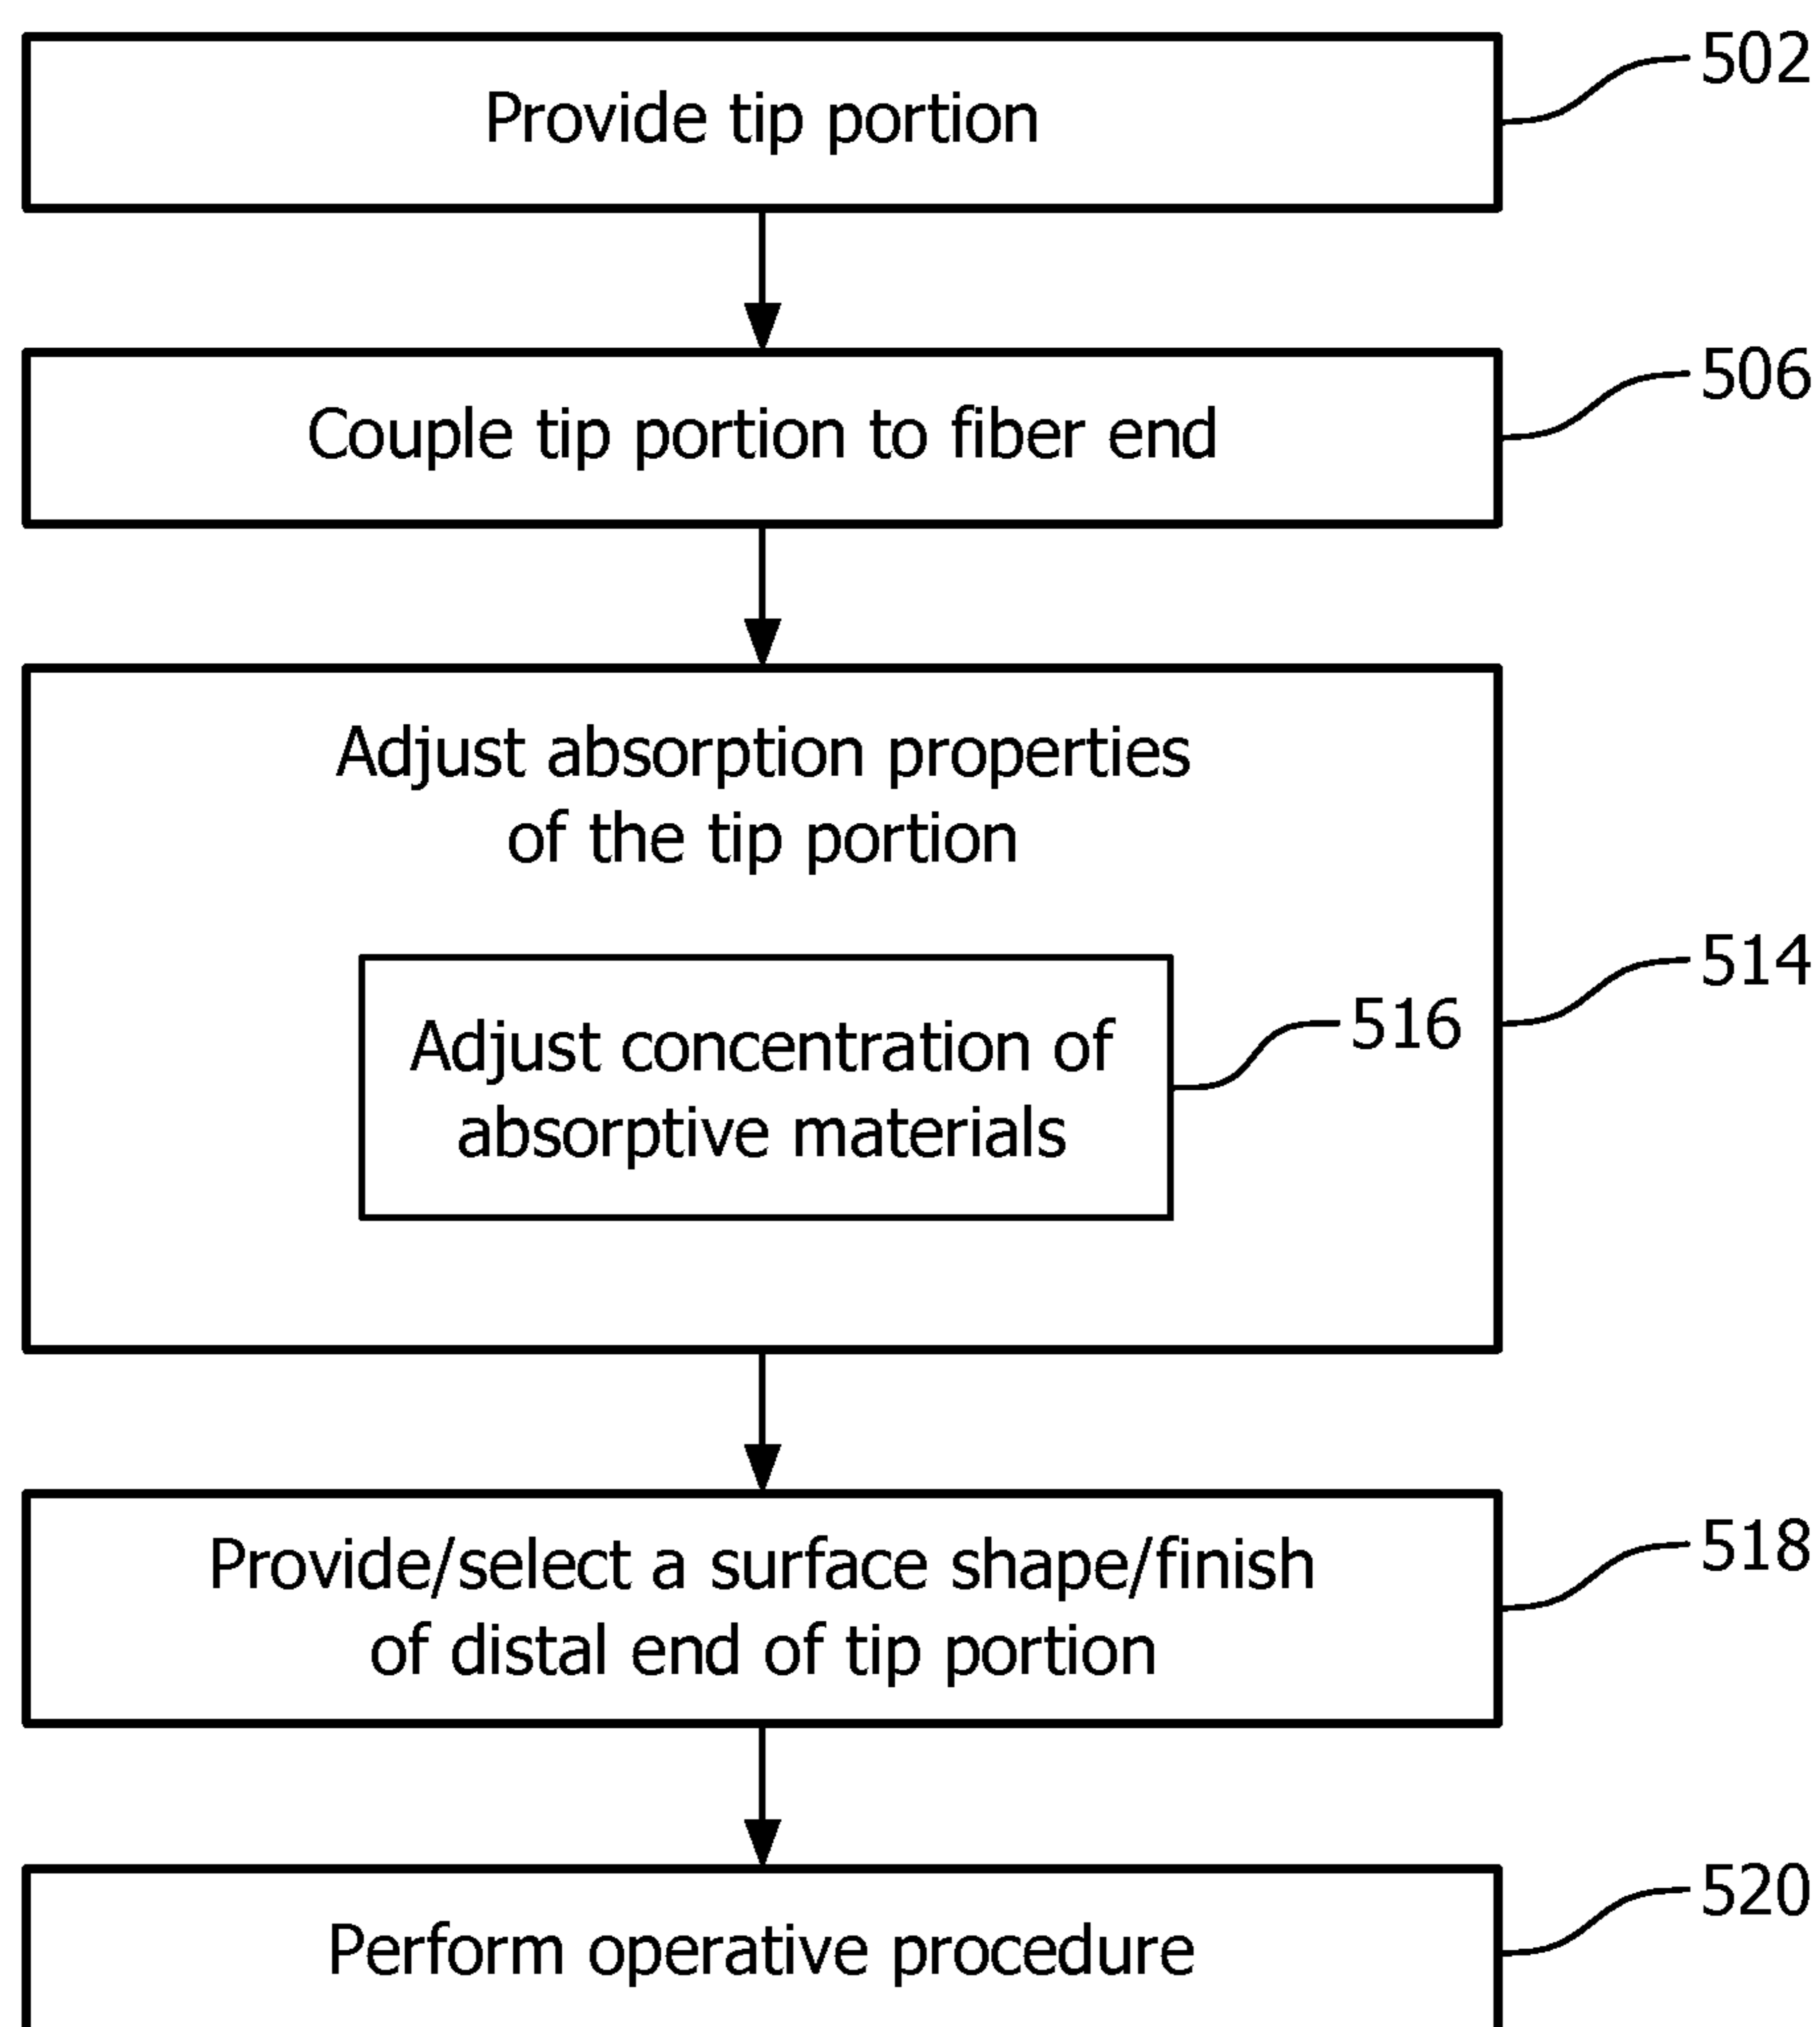 Provide tip portion
502
Couple tip portion to fiber end
506
Adjust absorption properties
of the tip portion
514
Adjust concentration of
absorptive materials
516
Provide/select a surface shape/finish
of distal end of tip portion
518
Perform operative procedure
520